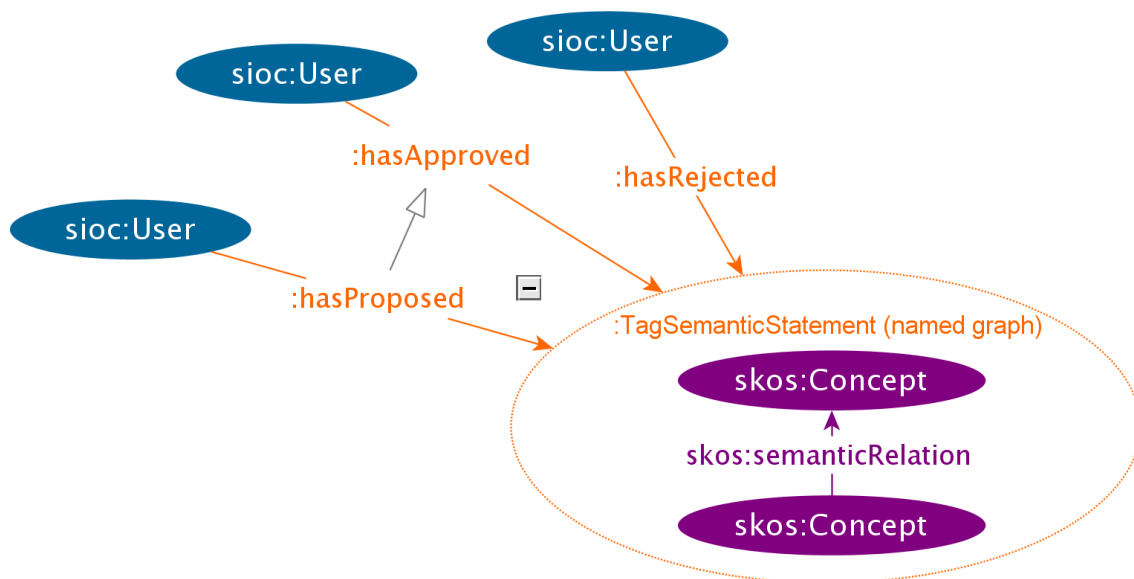 sioc:User
sioc:User
:hasApproved
:hasRejected
sioc:User
:hasProposed
:TagSemanticStatement (named graph)
skos:Concept
skos:semanticRelation
skos:Concept